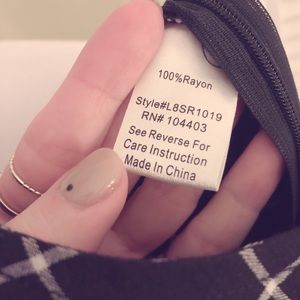 100%Rayon
Style#L8SR1019
RN# 104403
See Reverse For
Care Instruction
Made In China